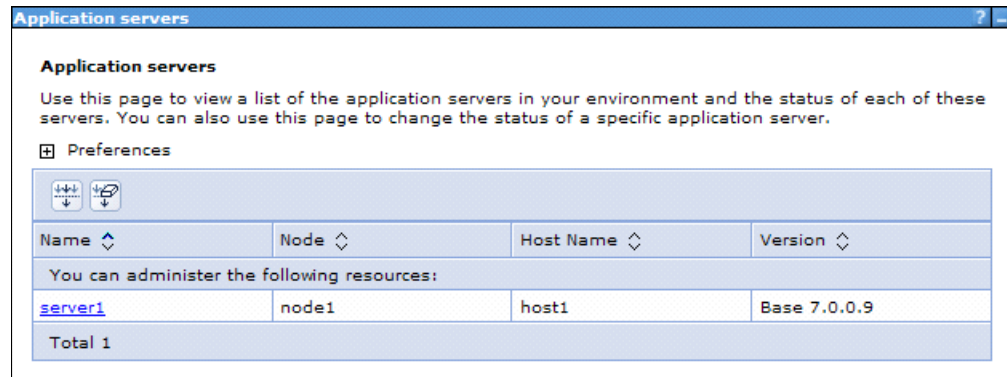 Application servers
?
Application servers
Use this page to view a list of the application servers in your environment and the status of each of these
servers. You can also use this page to change the status of a specific application server.
Preferences
Name Node Host Name Version
You can administer the following resources:
server1 node1 host1 Base 7.0.0.9
Total 1